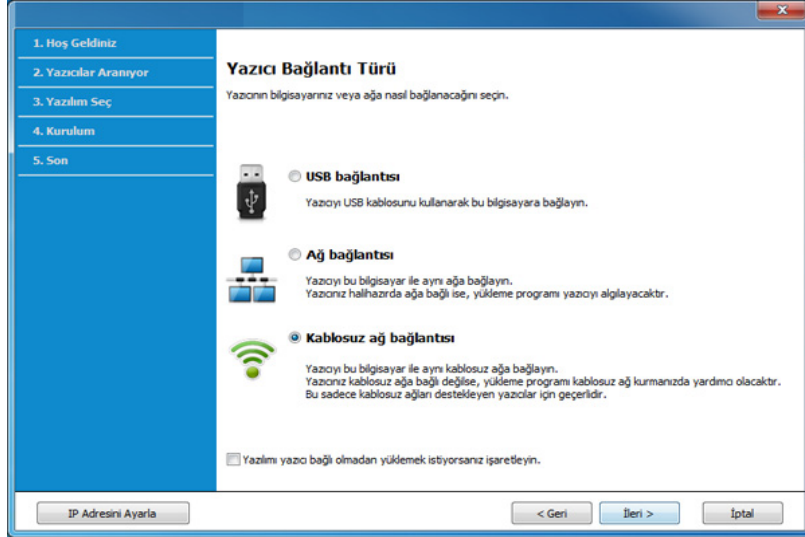 1. Hoş Geldiniz
2. Yazıcılar Aranıyor
3. Yazılım Seç
4. Kurulum
5. Son
Yazıcı Bağlantı Türü
Yazıcının bilgisayarınız veya ağa nasıl bağlanacağını seçin.
USB bağlantısı
Yazıcıyı USB kablosunu kullanarak bu bilgisayara bağlayın.
Ağ bağlantısı
Yazıcıyı bu bilgisayar ile aynı ağa bağlayın.
Yazıcınız halihazırda ağa bağlı ise, yükleme programı yazıcıyı algılayacaktır.
Kablosuz ağ bağlantısı
Yazıcıyı bu bilgisayar ile aynı kablosuz ağa bağlayın.
Yazıcınız kablosuz ağa bağlı değilse, yükleme programı kablosuz ağ kurmanızda yardımcı olacaktır.
Bu sadece kablosuz ağları destekleyen yazıcılar için geçerlidir.
Yazılımı yazıcı bağlı olmadan yüklemek istiyorsanız işaretleyin.
IP Adresini Ayarla
< Geri
İleri >
İptal